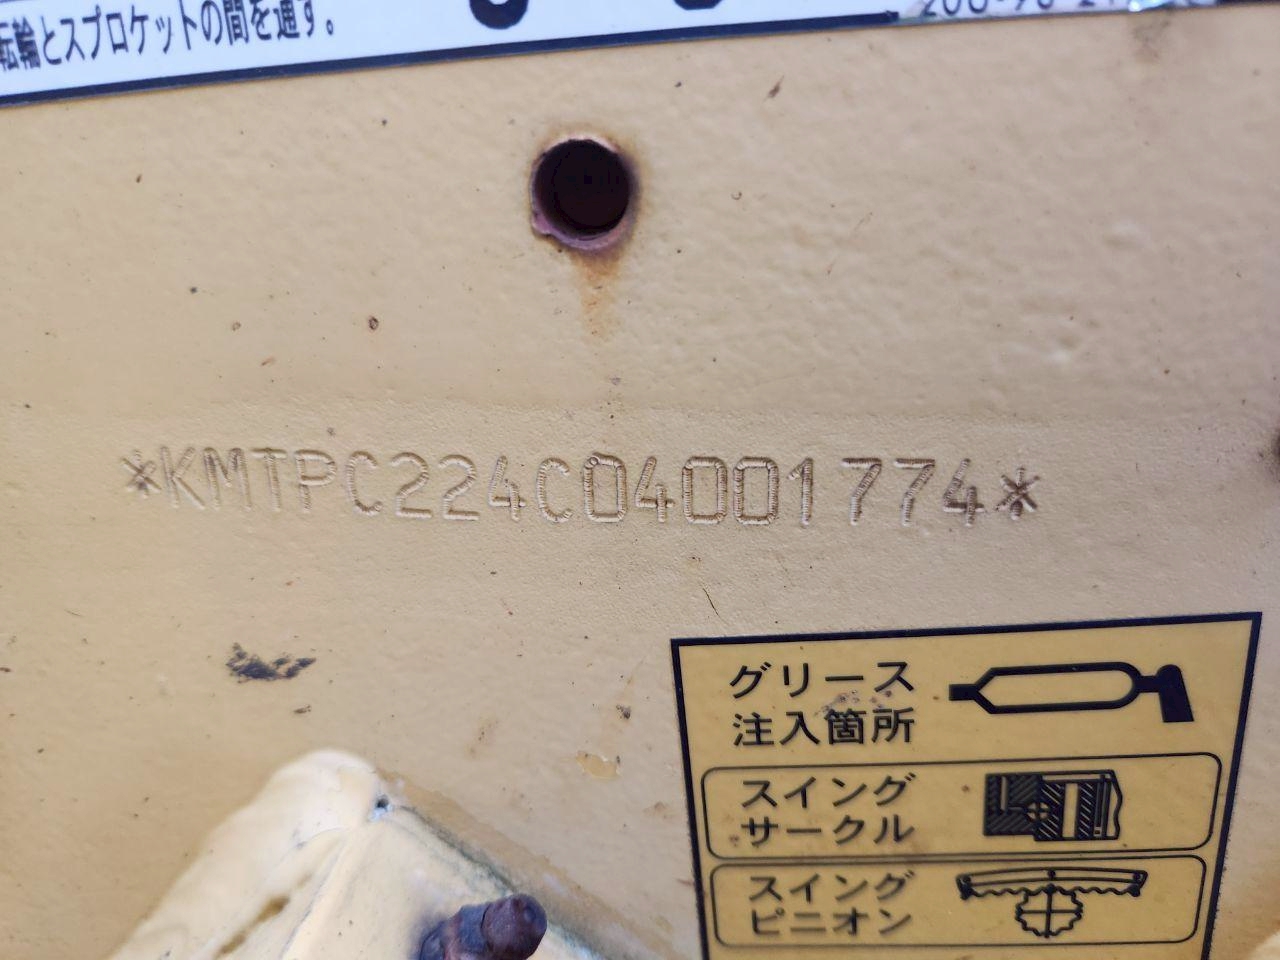 転輪とスプロケットの間を通す。
*KMTPC224C04001774*
グリース
注入箇所
スイング
サークル
スイング
ピニオン